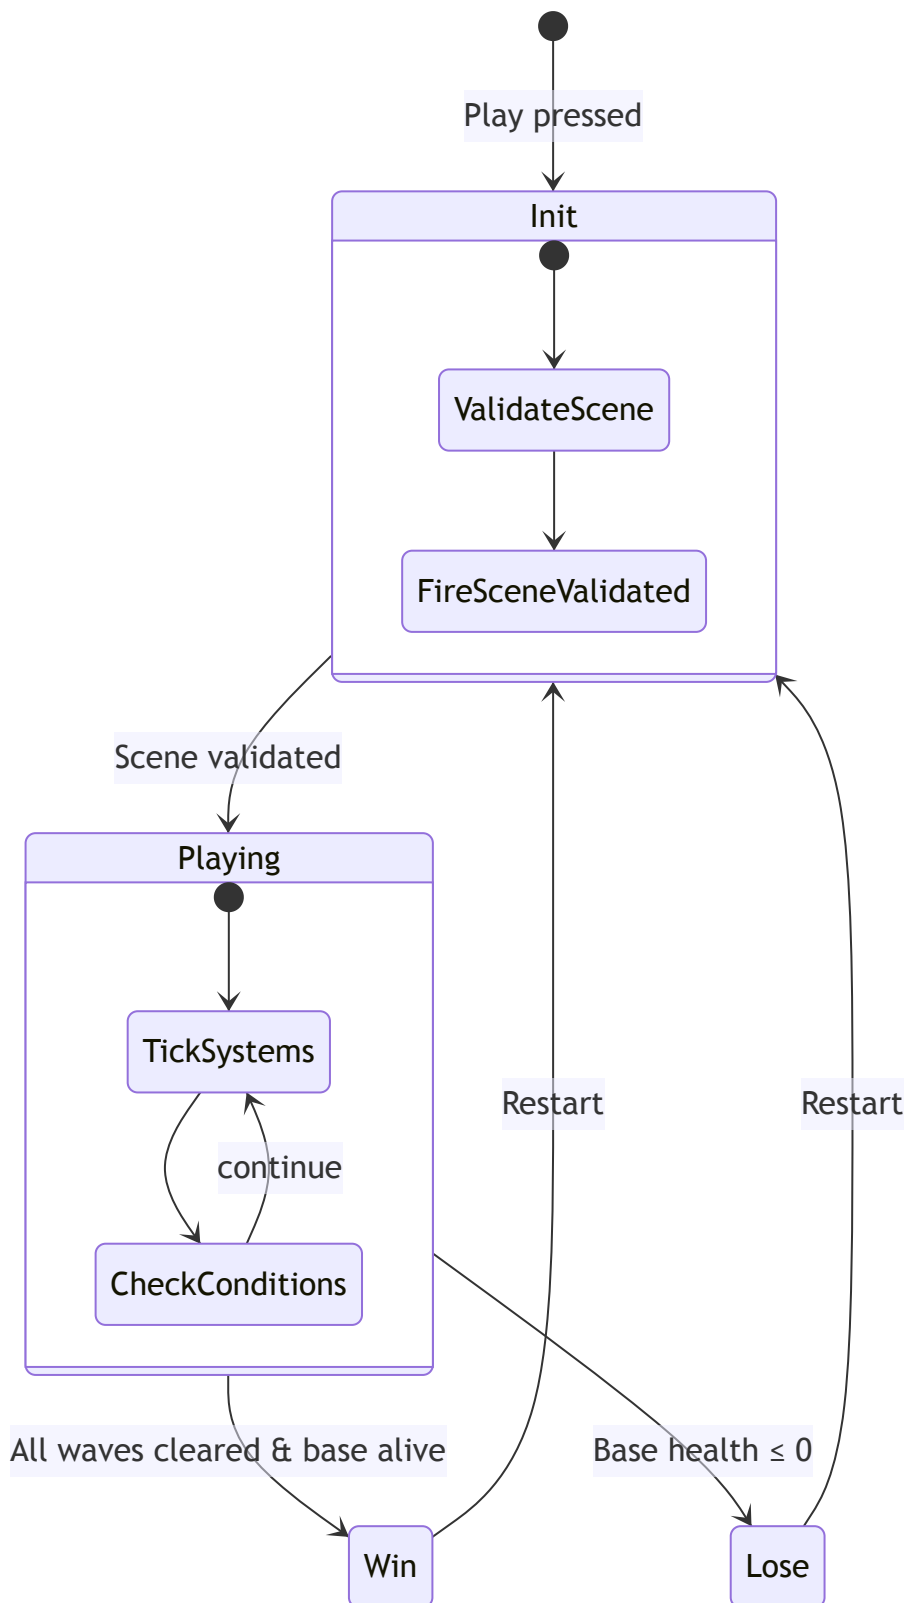 Play pressed
Init
ValidateScene
FireSceneValidated
Scene validated
Playing
TickSystems
Restart
Restart
continue
CheckConditions
All waves cleared & base alive
Base health ≤ 0
Win
Lose